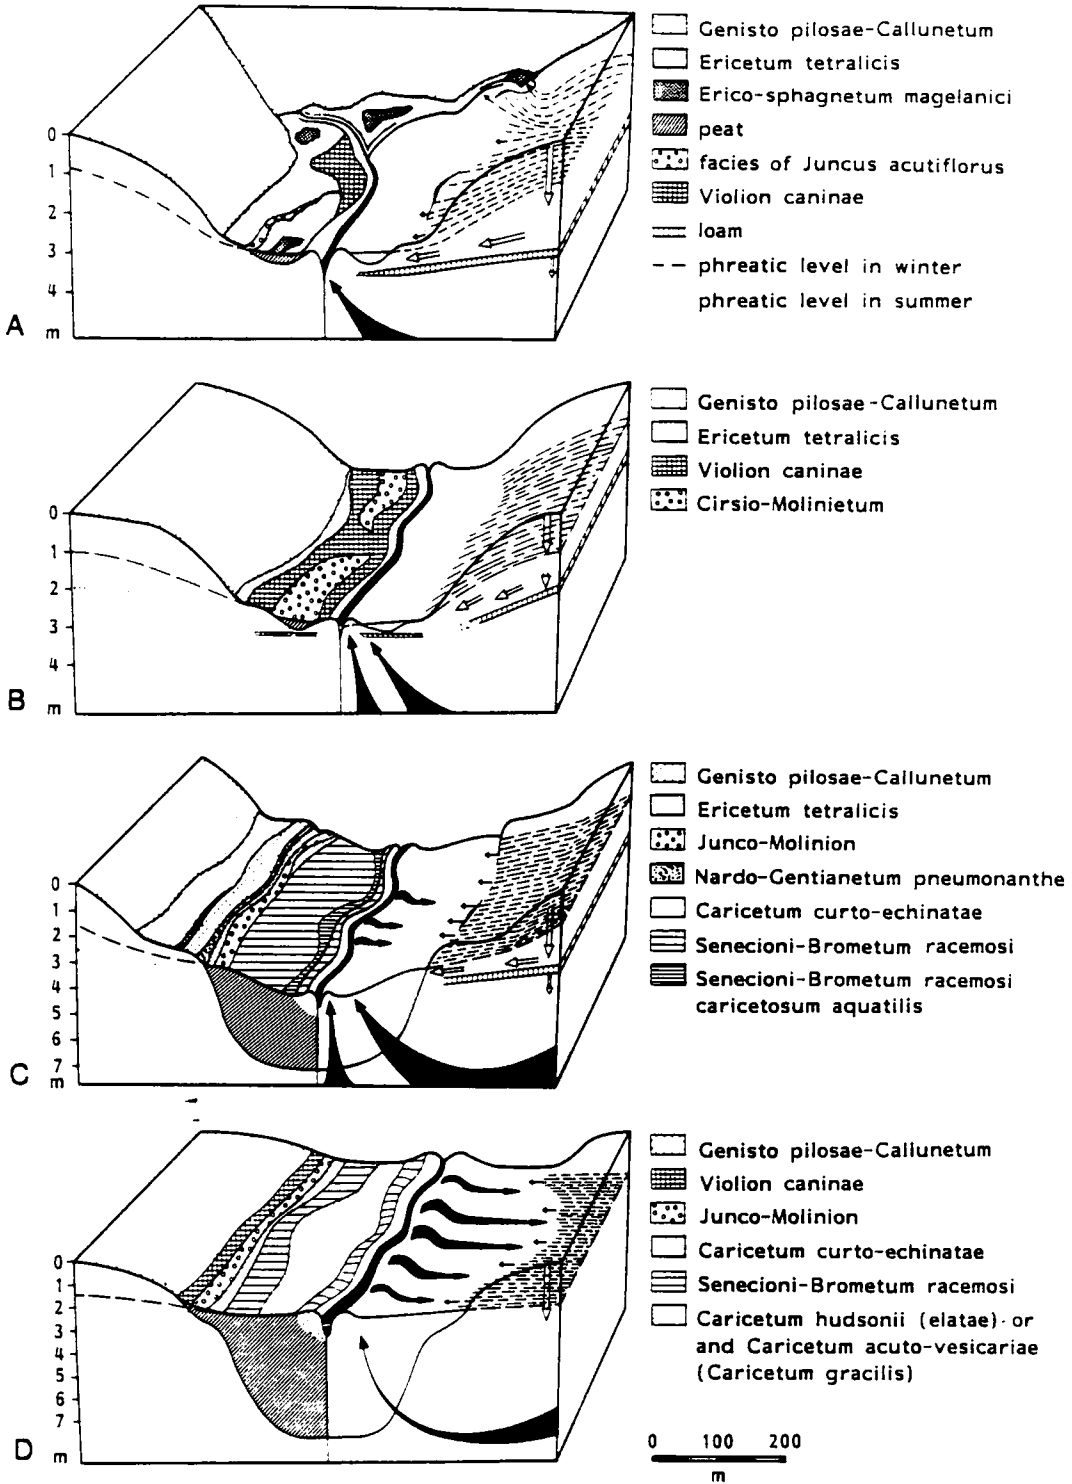 Genisto pilosae-Callunetum
Ericetum tetralicis
Erico-sphagnetum magelanici
peat
facies of Juncus acutiflorus
Violion caninae
loam
phreatic level in winter
phreatic level in summer
0
1
2
3
4
m
A
Genisto pilosae-Callunetum
Ericetum tetralicis
Violion caninae
Cirsio-Molinietum
0
1
2
3
4
m
B
Genisto pilosae-Callunetum
Ericetum tetralicis
Junco-Molinion
Nardo-Gentianetum pneumonanthe
Caricetum curto-echinatae
Senecioni-Brometum racemosi
Senecioni-Brometum racemosi
caricetosum aquatilis
0
1
2
3
4
5
6
7
m
C
Genisto pilosae-Callunetum
Violion caninae
Junco-Molinion
Caricetum curto-echinatae
Senecioni-Brometum racemosi
Caricetum hudsonii (elatae) or
and Caricetum acuto-vesicariae
(Caricetum gracilis)
0
1
2
3
4
5
6
7
m
D
0 100 200
m